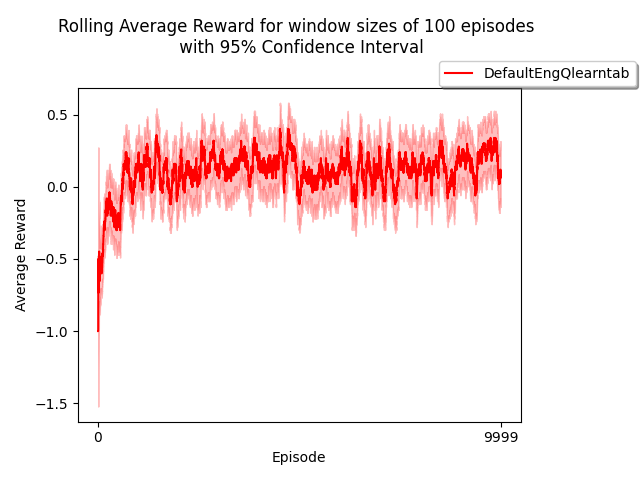 Rolling Average Reward for window sizes of 100 episodes
with 95% Confidence Interval
DefaultEngQlearntab
0.5
0.0
−0.5
−1.0
−1.5
Average Reward
0
9999
Episode